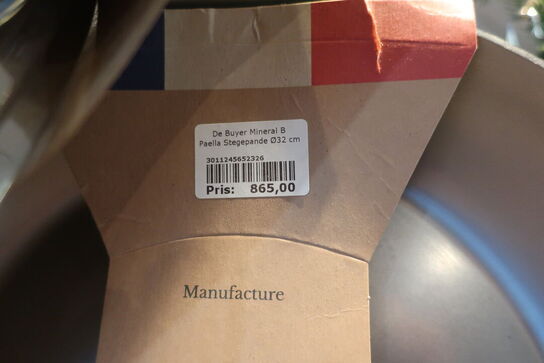 De Buyer Mineral B
Paella Stegepande Ø32 cm
3011245652326
Pris: 865,00
Manufacture